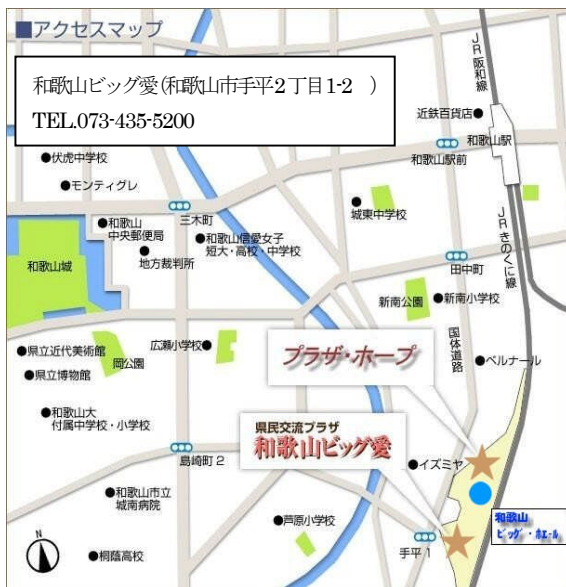 ■アクセスマップ
和歌山ビッグ愛(和歌山市手平2丁目1-2　)
TEL.073-435-5200
JR阪和線
近鉄百貨店
和歌山駅
和歌山駅前
伏虎中学校
モンティグレ
三木町
城東中学校
JRきのくに線
和歌山
中央郵便局
地方裁判所
和歌山信愛女子
短大・高校・中学校
和歌山城
田中町
新南公園
新南小学校
国体道路
県立近代美術館
岡公園
広瀬小学校
プラザ・ホープ
ベルナール
県立博物館
和歌山大
付属中学校・小学校
県民交流プラザ
和歌山ビッグ愛
島崎町2
イズミヤ
和歌山市立
城南病院
芦原小学校
和歌山
ビッグ・ホエール
手平1
N
桐蔭高校